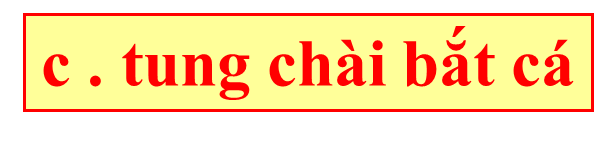 c . tung chài bắt cá